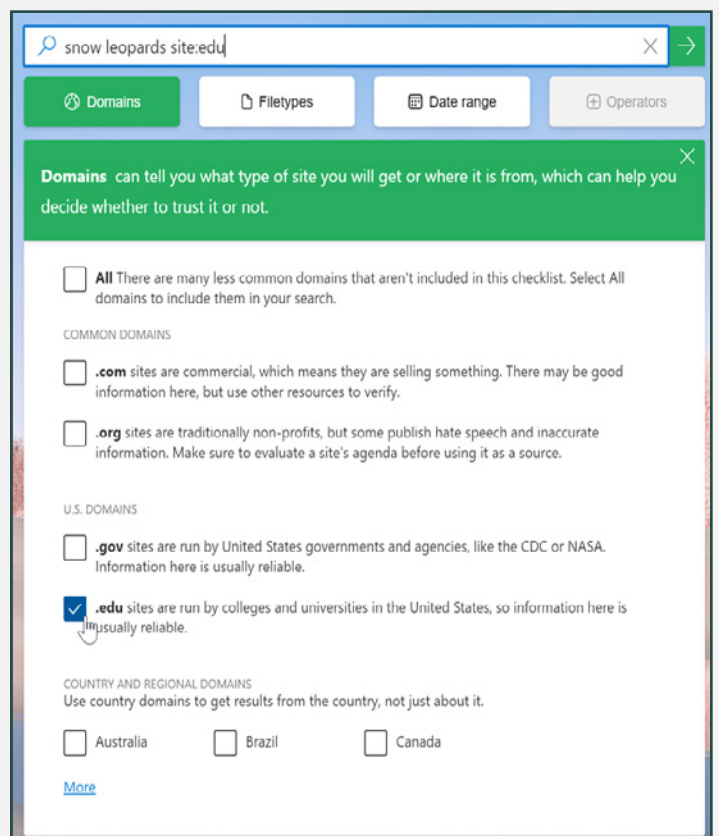 snow leopards site:edu
Domains
Filetypes
Date range
Operators
Domains can tell you what type of site you will get or where it is from, which can help you
decide whether to trust it or not.
All There are many less common domains that aren't included in this checklist. Select All
domains to include them in your search.
COMMON DOMAINS
.com sites are commercial, which means they are selling something. There may be good
information here, but use other resources to verify.
.org sites are traditionally non-profits, but some publish hate speech and inaccurate
information. Make sure to evaluate a site's agenda before using it as a source.
U.S. DOMAINS
.gov sites are run by United States governments and agencies, like the CDC or NASA.
Information here is usually reliable.
.edu sites are run by colleges and universities in the United States, so information here is
usually reliable.
COUNTRY AND REGIONAL DOMAINS
Use country domains to get results from the country, not just about it.
Australia
Brazil
Canada
More